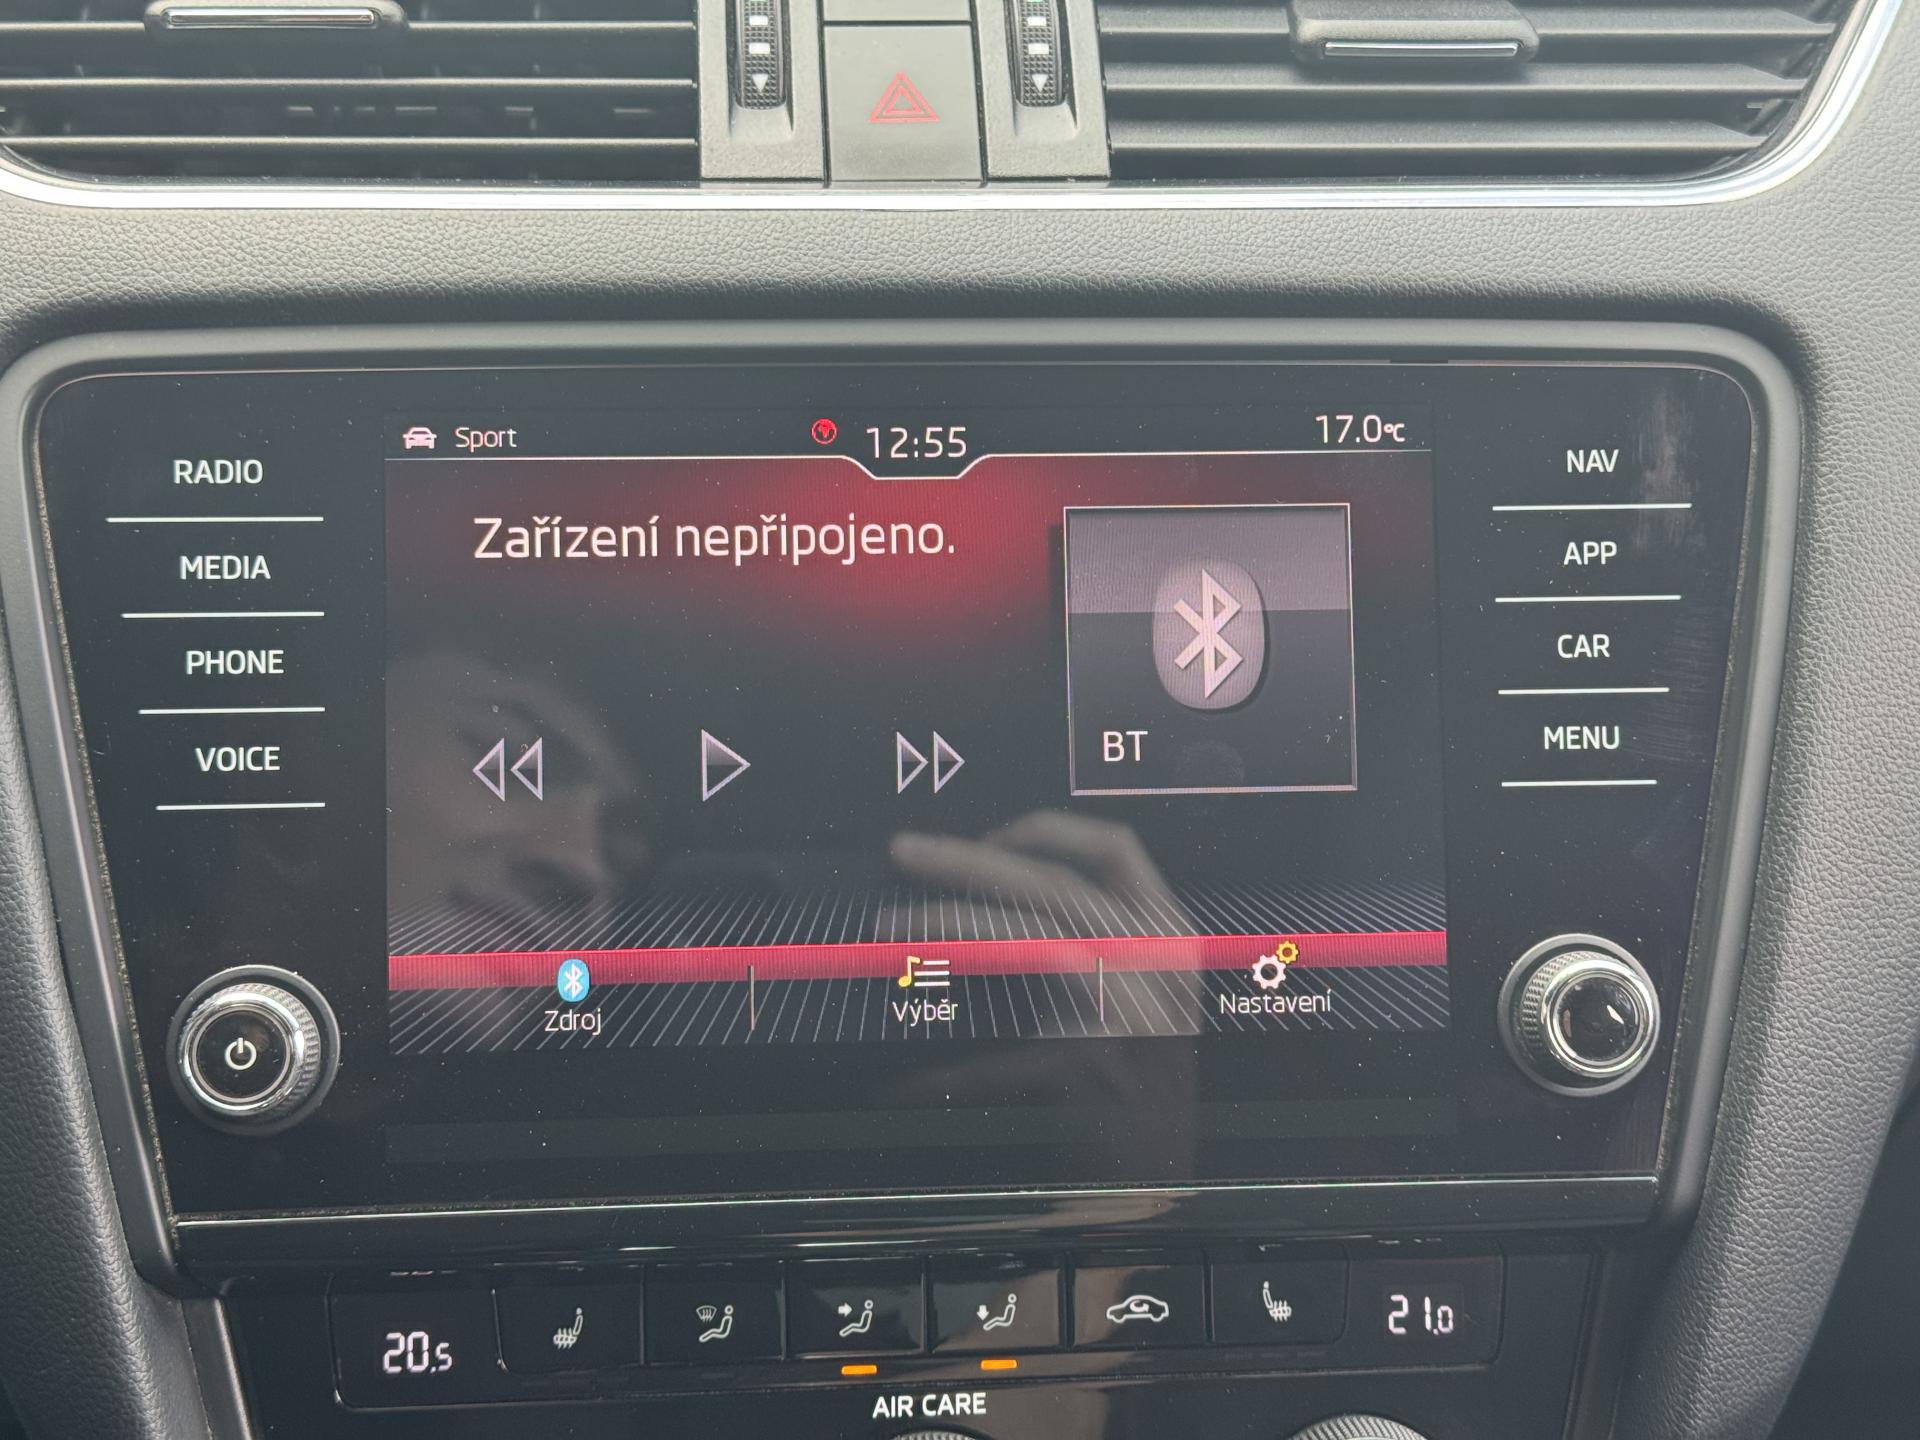 Sport
12:55
17.0°C
RADIO
MEDIA
PHONE
VOICE
Zařízení nepřipojeno.
BT
NAV
APP
CAR
MENU
Zdroj
Výběr
Nastavení
20.5
21.0
AIR CARE